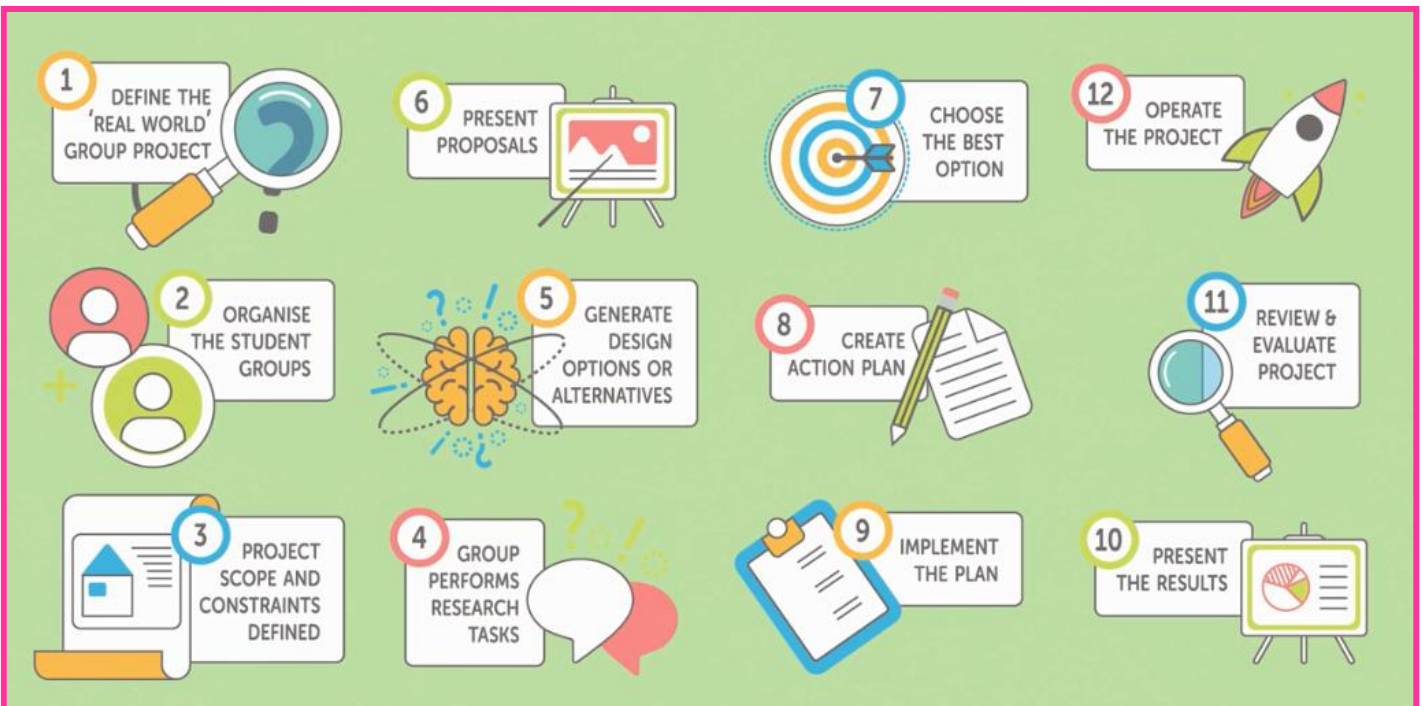 1
DEFINE THE
'REAL WORLD'
GROUP PROJECT
2
ORGANISE
THE STUDENT
GROUPS
3
PROJECT
SCOPE AND
CONSTRAINTS
DEFINED
4
GROUP
PERFORMS
RESEARCH
TASKS
5
GENERATE
DESIGN
OPTIONS OR
ALTERNATIVES
6
PRESENT
PROPOSALS
7
CHOOSE
THE BEST
OPTION
8
CREATE
ACTION PLAN
9
IMPLEMENT
THE PLAN
10
PRESENT
THE RESULTS
11
REVIEW &
EVALUATE
PROJECT
12
OPERATE
THE PROJECT